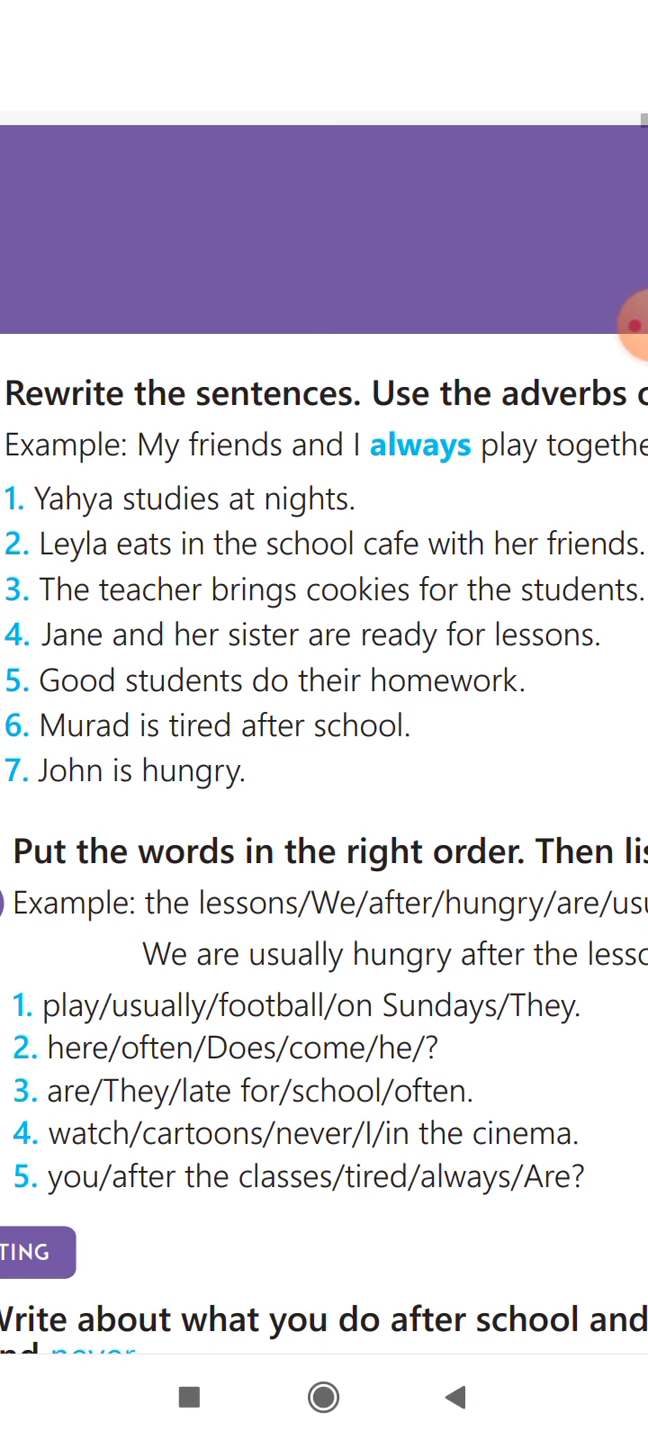 Rewrite the sentences. Use the adverbs
Example: My friends and I always play
1. Yahya studies at nights.
2. Leyla eats in the school cafe with her friends.
3. The teacher brings cookies for the students.
4. Jane and her sister are ready for lessons.
5. Good students do their homework.
6. Murad is tired after school.
7. John is hungry.
Put the words in the right order. Then
Example: the lessons/We/after/hungry/are/
We are usually hungry after the
1. play/usually/football/on Sundays/They.
2. here/often/Does/come/he/?
3. are/They/late for/school/often.
4. watch/cartoons/never/I/in the cinema.
5. you/after the classes/tired/always/Are?
TING
Write about what you do after school and
never